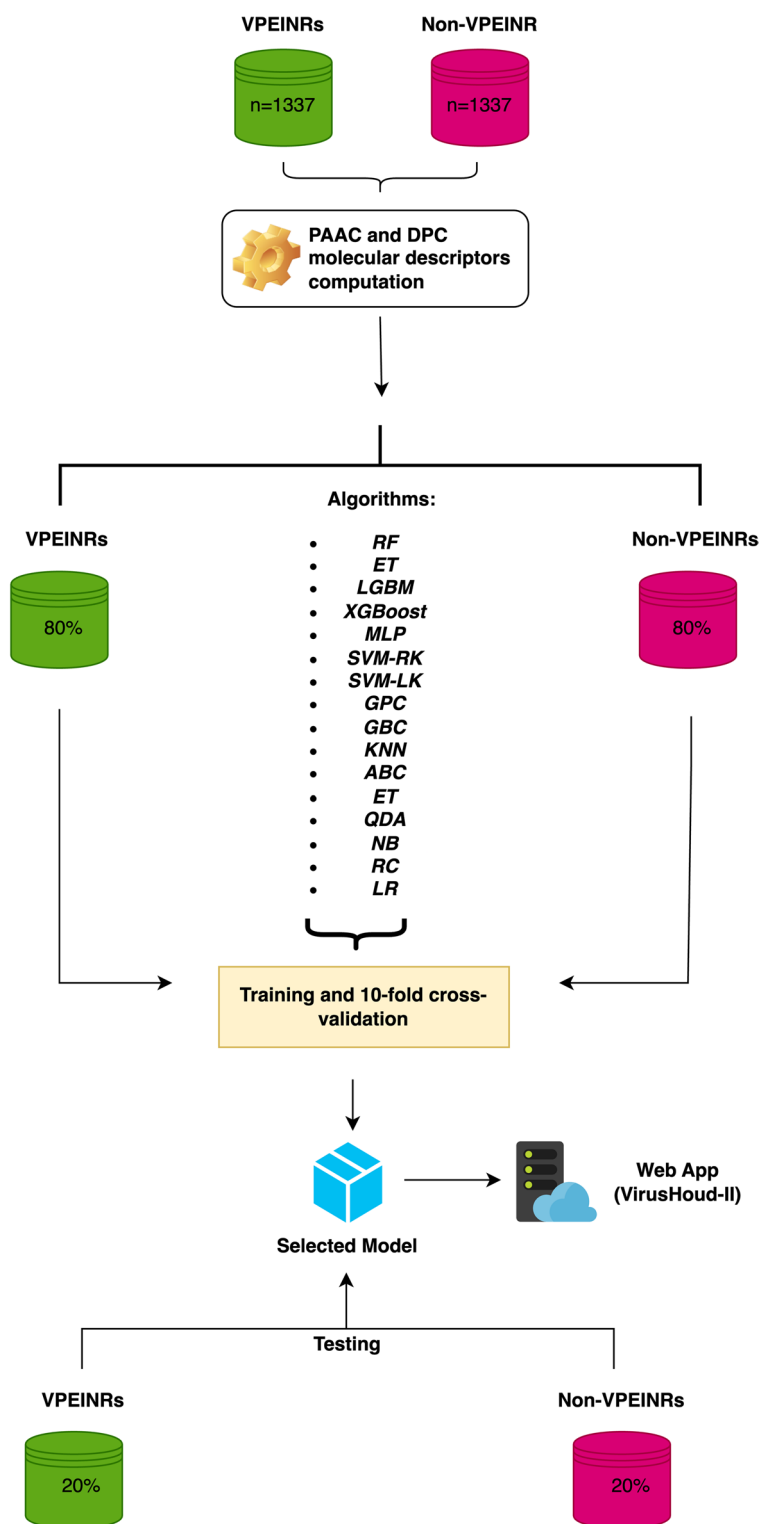 VPEINRs
Non-VPEINR
n=1337
n=1337
PAAC and DPC
molecular descriptors
computation
Algorithms:
VPEINRs
Non-VPEINRs
80%
80%
• RF
• ET
• LGBM
• XGBoost
• MLP
• SVM-RK
• SVM-LK
• GPC
• GBC
• KNN
• ABC
• ET
• QDA
• NB
• RC
• LR
Training and 10-fold cross-
validation
Web App
(VirusHoud-II)
Selected Model
Testing
VPEINRs
Non-VPEINRs
20%
20%